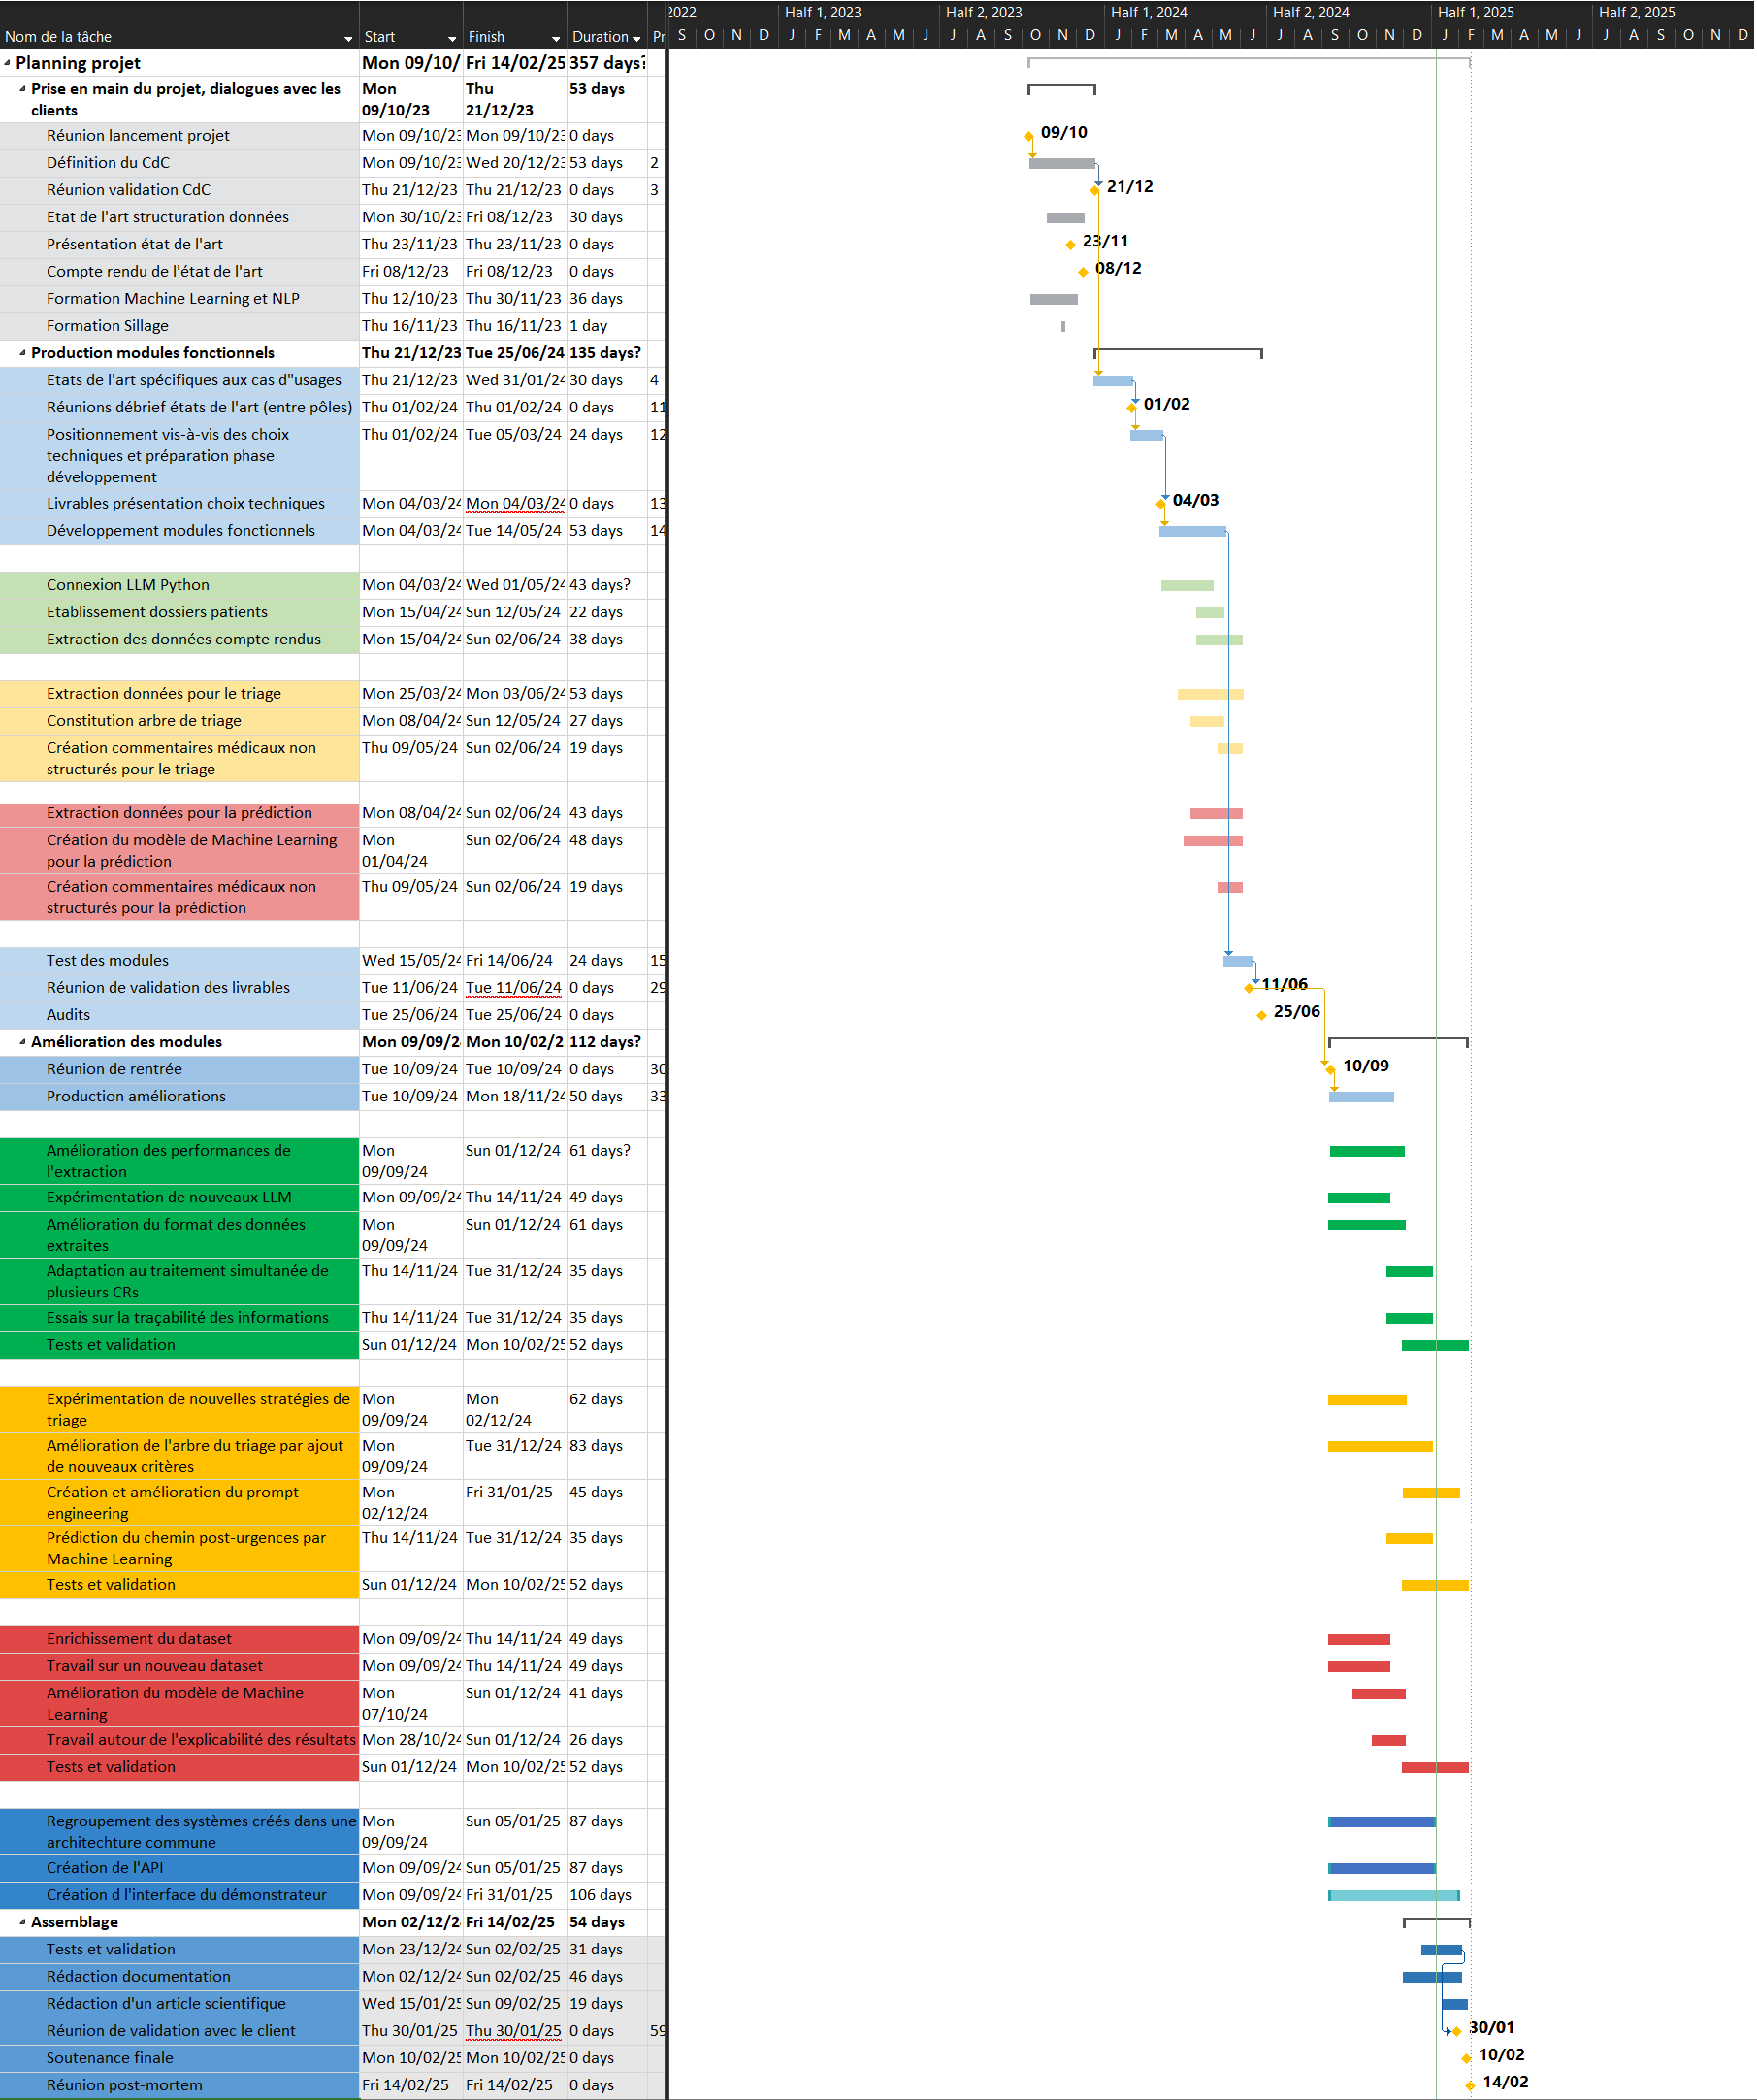 2022 Half 1, 2023 Half 2, 2023 Half 1, 2024 Half 2, 2024 Half 1, 2025 Half 2, 2025
Nom de la tâche Start Finish Duration Pr S O N D J F M A M J J A S O N D J F M A M J J A S O N D J F M A M J J A S O N D
Planning projet Mon 09/10/ Fri 14/02/25 357 days?
Prise en main du projet, dialogues avec les Mon Thu 53 days
clients 09/10/23 21/12/23
Réunion lancement projet Mon 09/10/23 Mon 09/10/23 0 days 09/10
Définition du CdC Mon 09/10/23 Wed 20/12/23 53 days 2
Réunion validation CdC Thu 21/12/23 Thu 21/12/23 0 days 3 21/12
Etat de l'art structuration données Mon 30/10/23 Fri 08/12/23 30 days
Présentation état de l'art Thu 23/11/23 Thu 23/11/23 0 days 23/11
Compte rendu de l'état de l'art Fri 08/12/23 Fri 08/12/23 0 days 08/12
Formation Machine Learning et NLP Thu 12/10/23 Thu 30/11/23 36 days
Formation Sillage Thu 16/11/23 Thu 16/11/23 1 day
Production modules fonctionnels Thu 21/12/23 Tue 25/06/24 135 days?
Etats de l'art spécifiques aux cas d"usages Thu 21/12/23 Wed 31/01/24 30 days 4
Réunions débrief états de l'art (entre pôles) Thu 01/02/24 Thu 01/02/24 0 days 11 01/02
Positionnement vis-à-vis des choix Thu 01/02/24 Tue 05/03/24 24 days 12
techniques et préparation phase
développement
Livrables présentation choix techniques Mon 04/03/24 Mon 04/03/24 0 days 13 04/03
Développement modules fonctionnels Mon 04/03/24 Tue 14/05/24 53 days 14
Connexion LLM Python Mon 04/03/24 Wed 01/05/24 43 days?
Etablissement dossiers patients Mon 15/04/24 Sun 12/05/24 22 days
Extraction des données compte rendus Mon 15/04/24 Sun 02/06/24 38 days
Extraction données pour le triage Mon 25/03/24 Mon 03/06/24 53 days
Constitution arbre de triage Mon 08/04/24 Sun 12/05/24 27 days
Création commentaires médicaux non Thu 09/05/24 Sun 02/06/24 19 days
structurés pour le triage
Extraction données pour la prédiction Mon 08/04/24 Sun 02/06/24 43 days
Création du modèle de Machine Learning Mon Sun 02/06/24 48 days
pour la prédiction 01/04/24
Création commentaires médicaux non Thu 09/05/24 Sun 02/06/24 19 days
structurés pour la prédiction
Test des modules Wed 15/05/24 Fri 14/06/24 24 days 15
Réunion de validation des livrables Tue 11/06/24 Tue 11/06/24 0 days 29 11/06
Audits Tue 25/06/24 Tue 25/06/24 0 days 25/06
Amélioration des modules Mon 09/09/2 Mon 10/02/2 112 days?
Réunion de rentrée Tue 10/09/24 Tue 10/09/24 0 days 30 10/09
Production améliorations Tue 10/09/24 Mon 18/11/24 50 days 33
Amélioration des performances de Mon Sun 01/12/24 61 days?
l'extraction 09/09/24
Expérimentation de nouveaux LLM Mon 09/09/24 Thu 14/11/24 49 days
Amélioration du format des données Mon Sun 01/12/24 61 days
extraites 09/09/24
Adaptation au traitement simultanée de Thu 14/11/24 Tue 31/12/24 35 days
plusieurs CRs
Essais sur la traçabilité des informations Thu 14/11/24 Tue 31/12/24 35 days
Tests et validation Sun 01/12/24 Mon 10/02/25 52 days
Expérimentation de nouvelles stratégies de Mon Mon 62 days
triage 09/09/24 02/12/24
Amélioration de l'arbre du triage par ajout Mon Tue 31/12/24 83 days
de nouveaux critères 09/09/24
Création et amélioration du prompt Mon Fri 31/01/25 45 days
engineering 02/12/24
Prédiction du chemin post-urgences par Thu 14/11/24 Tue 31/12/24 35 days
Machine Learning
Tests et validation Sun 01/12/24 Mon 10/02/25 52 days
Enrichissement du dataset Mon 09/09/24 Thu 14/11/24 49 days
Travail sur un nouveau dataset Mon 09/09/24 Thu 14/11/24 49 days
Amélioration du modèle de Machine Mon Sun 01/12/24 41 days
Learning 07/10/24
Travail autour de l'explicabilité des résultats Mon 28/10/24 Sun 01/12/24 26 days
Tests et validation Sun 01/12/24 Mon 10/02/25 52 days
Regroupement des systèmes créés dans une Mon Sun 05/01/25 87 days
architechture commune 09/09/24
Création de l'API Mon 09/09/24 Sun 05/01/25 87 days
Création d l'interface du démonstrateur Mon 09/09/24 Fri 31/01/25 106 days
Assemblage Mon 02/12/2 Fri 14/02/25 54 days
Tests et validation Mon 23/12/24 Sun 02/02/25 31 days
Rédaction documentation Mon 02/12/24 Sun 02/02/25 46 days
Rédaction d'un article scientifique Wed 15/01/25 Sun 09/02/25 19 days
Réunion de validation avec le client Thu 30/01/25 Thu 30/01/25 0 days 59 30/01
Soutenance finale Mon 10/02/25 Mon 10/02/25 0 days 10/02
Réunion post-mortem Fri 14/02/25 Fri 14/02/25 0 days 14/02